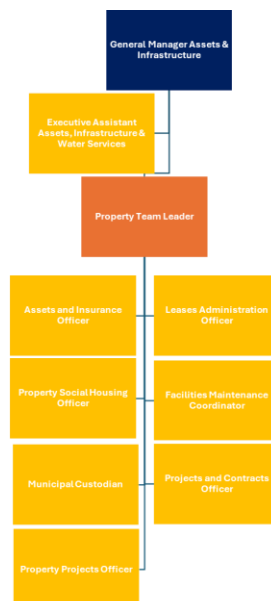 General Manager Assets &
Infrastructure
Executive Assistant
Assets, Infrastructure &
Water Services
Property Team Leader
Assets and Insurance
Officer
Leases Administration
Officer
Property Social Housing
Officer
Facilities Maintenance
Coordinator
Municipal Custodian
Projects and Contracts
Officer
Property Projects Officer